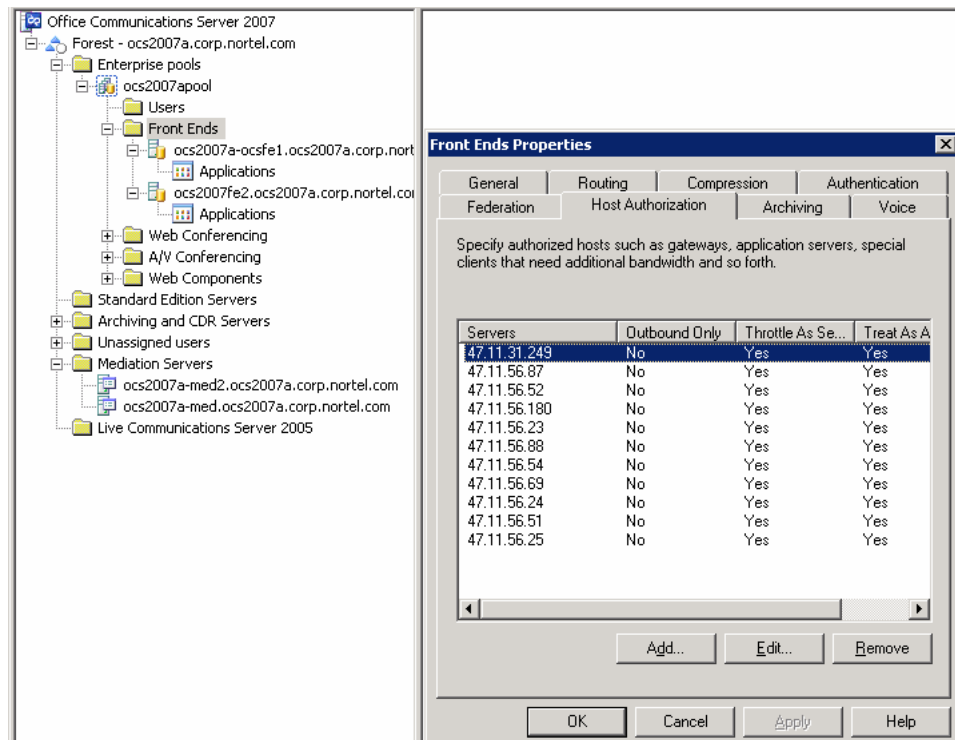 Office Communications Server 2007
Forest - ocs2007a.corp.nortel.com
Enterprise pools
ocs2007apool
Users
Front Ends
ocs2007a-ocsfe1.ocs2007a.corp.nort
Applications
ocs2007fe2.ocs2007a.corp.nortel.co
Applications
Web Conferencing
A/V Conferencing
Web Components
Standard Edition Servers
Archiving and CDR Servers
Unassigned users
Mediation Servers
ocs2007a-med2.ocs2007a.corp.nortel.com
ocs2007a-med.ocs2007a.corp.nortel.com
Live Communications Server 2005
Front Ends Properties
General Routing Compression Authentication
Federation Host Authorization Archiving Voice
Specify authorized hosts such as gateways, application servers, special
clients that need additional bandwidth and so forth.
Servers Outbound Only Throttle As Se... Treat As A
47.11.31.249 No Yes Yes
47.11.56.87 No Yes Yes
47.11.56.52 No Yes Yes
47.11.56.180 No Yes Yes
47.11.56.23 No Yes Yes
47.11.56.88 No Yes Yes
47.11.56.54 No Yes Yes
47.11.56.69 No Yes Yes
47.11.56.24 No Yes Yes
47.11.56.51 No Yes Yes
47.11.56.25 No Yes Yes
Add... Edit... Remove
OK Cancel Apply Help